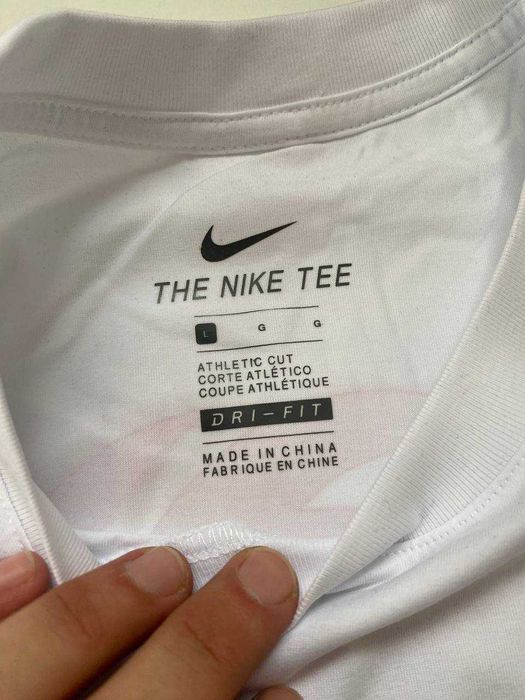 THE NIKE TEE
L G G
ATHLETIC CUT
CORTE ATLÉTICO
COUPE ATHLÉTIQUE
DRI-FIT
MADE IN CHINA
FABRIQUE EN CHINE